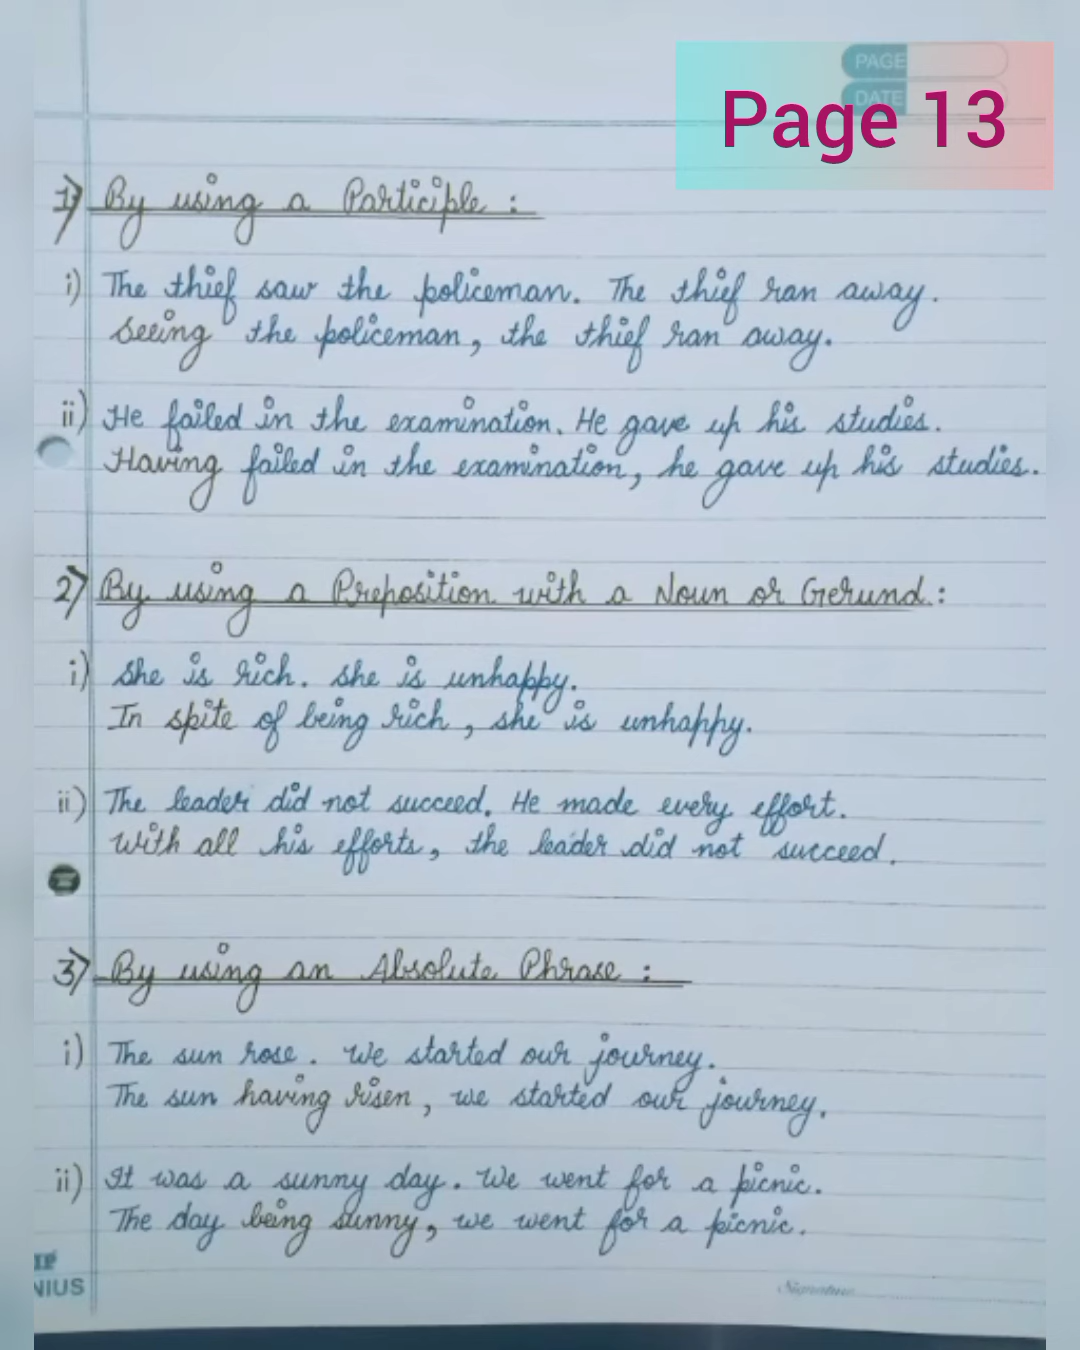 PAGE
DATE
Page 13
1) By using a Participle :
i) The thief saw the policeman. The thief ran away.
Seeing the policeman, the thief ran away.
ii) He failed in the examination. He gave up his studies.
Having failed in the examination, he gave up his studies.
2) By using a Preposition with a Noun or Gerund :
i) She is rich. She is unhappy.
In spite of being rich, she is unhappy.
ii) The leader did not succeed. He made every effort.
With all his efforts, the leader did not succeed.
3) By using an Absolute Phrase :
i) The sun rose. We started our journey.
The sun having risen, we started our journey.
ii) It was a sunny day. We went for a picnic.
The day being sunny, we went for a picnic.
NIUS
Signature